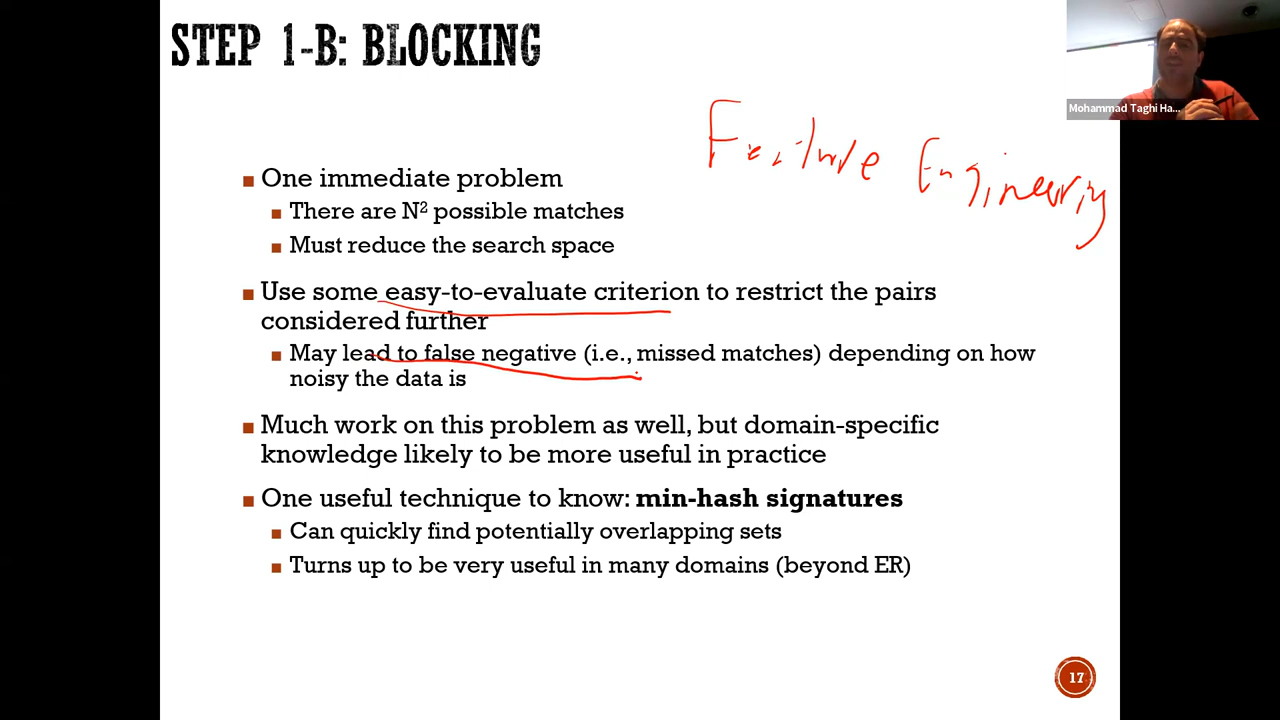 STEP 1-B: BLOCKING
Mohammad Taghi Ha...
Feature Engineering
One immediate problem
There are N² possible matches
Must reduce the search space
Use some easy-to-evaluate criterion to restrict the pairs
considered further
May lead to false negative (i.e., missed matches) depending on how
noisy the data is
Much work on this problem as well, but domain-specific
knowledge likely to be more useful in practice
One useful technique to know: min-hash signatures
Can quickly find potentially overlapping sets
Turns up to be very useful in many domains (beyond ER)
17